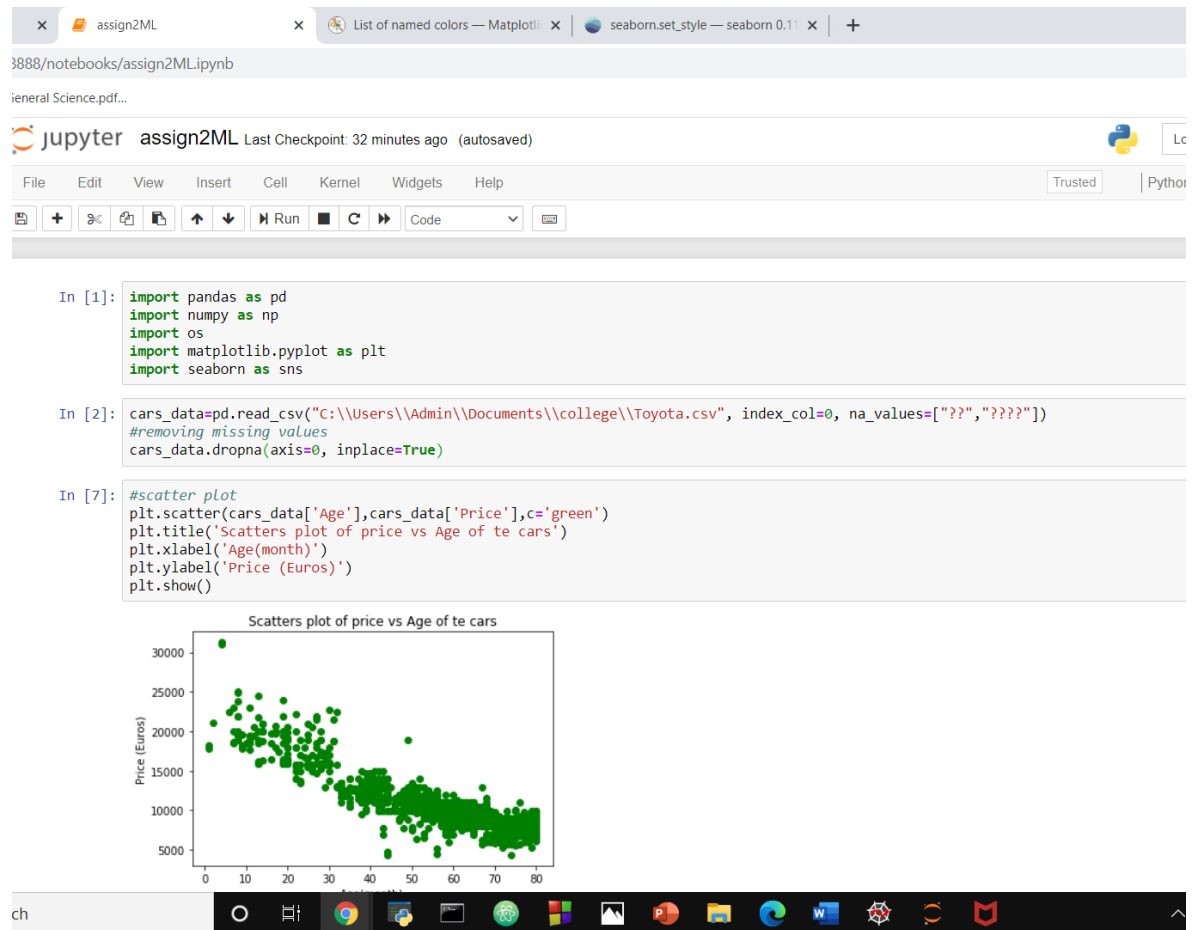 assign2ML
List of named colors — Matplotli
seaborn.set_style — seaborn 0.11
8888/notebooks/assign2ML.ipynb
General Science.pdf...
jupyter assign2ML Last Checkpoint: 32 minutes ago (autosaved)
File Edit View Insert Cell Kernel Widgets Help
Trusted
Run
Code
In [1]: import pandas as pd
import numpy as np
import os
import matplotlib.pyplot as plt
import seaborn as sns
In [2]: cars_data=pd.read_csv("C:\\Users\\Admin\\Documents\\college\\Toyota.csv", index_col=0, na_values=["??","????"])
#removing missing values
cars_data.dropna(axis=0, inplace=True)
In [7]: #scatter plot
plt.scatter(cars_data['Age'],cars_data['Price'],c='green')
plt.title('Scatters plot of price vs Age of te cars')
plt.xlabel('Age(month)')
plt.ylabel('Price (Euros)')
plt.show()
Scatters plot of price vs Age of te cars
30000
25000
20000
15000
10000
5000
Price (Euros)
0 10 20 30 40 50 60 70 80
Age(month)
ch